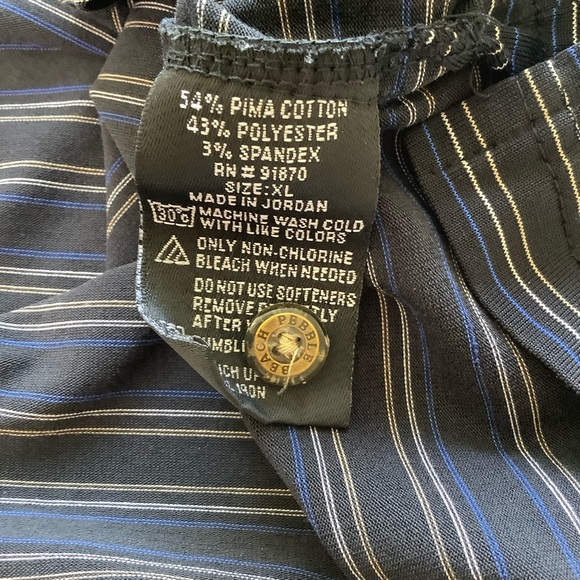 54% PIMA COTTON
43% POLYESTER
3% SPANDEX
RN # 91870
SIZE: XL
MADE IN JORDAN
30°C MACHINE WASH COLD
WITH LIKE COLORS
ONLY NON-CHLORINE
BLEACH WHEN NEEDED
DO NOT USE SOFTENERS
REMOVE
AFTER
PEBBLE BEACH